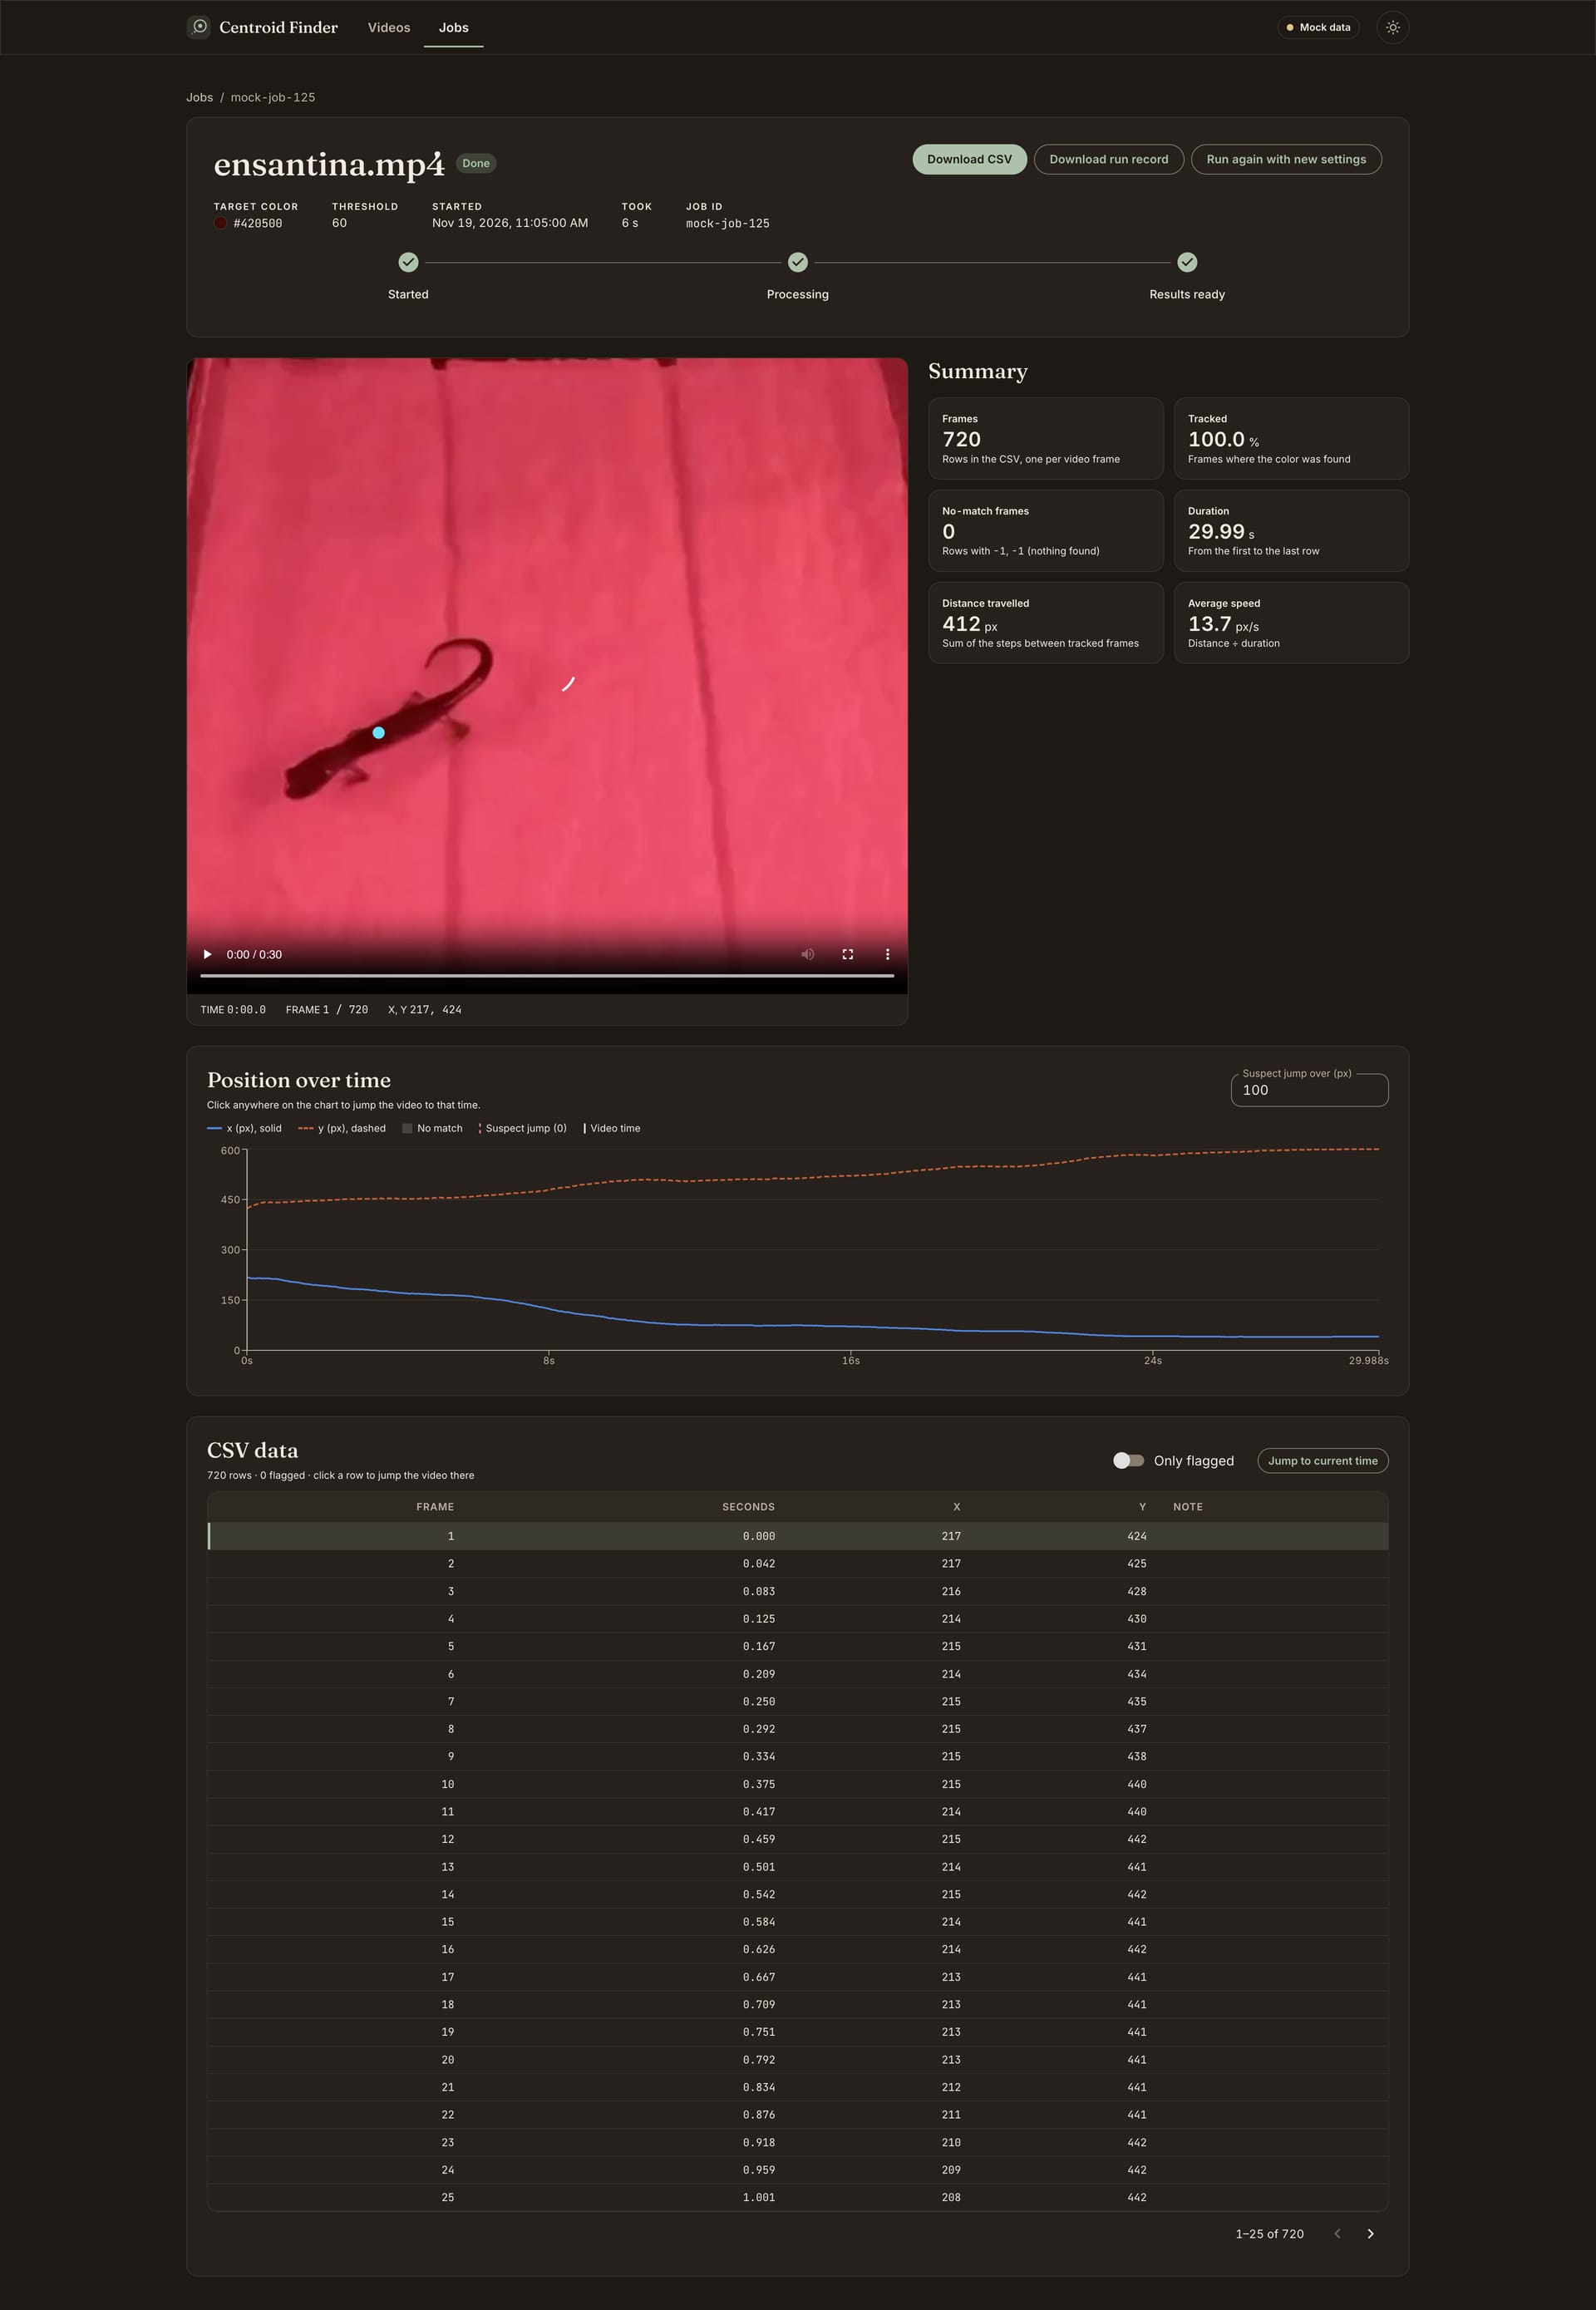 Centroid Finder Videos Jobs Mock data
Jobs / mock-job-125
ensantina.mp4 Done Download CSV Download run record Run again with new settings
TARGET COLOR THRESHOLD STARTED TOOK JOB ID
#420500 60 Nov 19, 2026, 11:05:00 AM 6 s mock-job-125
Started Processing Results ready
Summary
Frames Tracked
720 100.0 %
Rows in the CSV, one per video frame Frames where the color was found
No-match frames Duration
0 29.99 s
Rows with -1, -1 (nothing found) From the first to the last row
Distance travelled Average speed
412 px 13.7 px/s
Sum of the steps between tracked frames Distance ÷ duration
0:00 / 0:30
TIME 0:00.0 FRAME 1 / 720 X, Y 217, 424
Position over time Suspect jump over (px)
100
Click anywhere on the chart to jump the video to that time.
x (px), solid y (px), dashed No match Suspect jump (0) Video time
600
450
300
150
0
0s 8s 16s 24s 29.988s
CSV data
Only flagged Jump to current time
720 rows · 0 flagged · click a row to jump the video there
FRAME SECONDS X Y NOTE
1 0.000 217 424
2 0.042 217 425
3 0.083 216 428
4 0.125 214 430
5 0.167 215 431
6 0.209 214 434
7 0.250 215 435
8 0.292 215 437
9 0.334 215 438
10 0.375 215 440
11 0.417 214 440
12 0.459 215 442
13 0.501 214 441
14 0.542 215 442
15 0.584 214 441
16 0.626 214 442
17 0.667 213 441
18 0.709 213 441
19 0.751 213 441
20 0.792 213 441
21 0.834 212 441
22 0.876 211 441
23 0.918 210 442
24 0.959 209 442
25 1.001 208 442
1–25 of 720